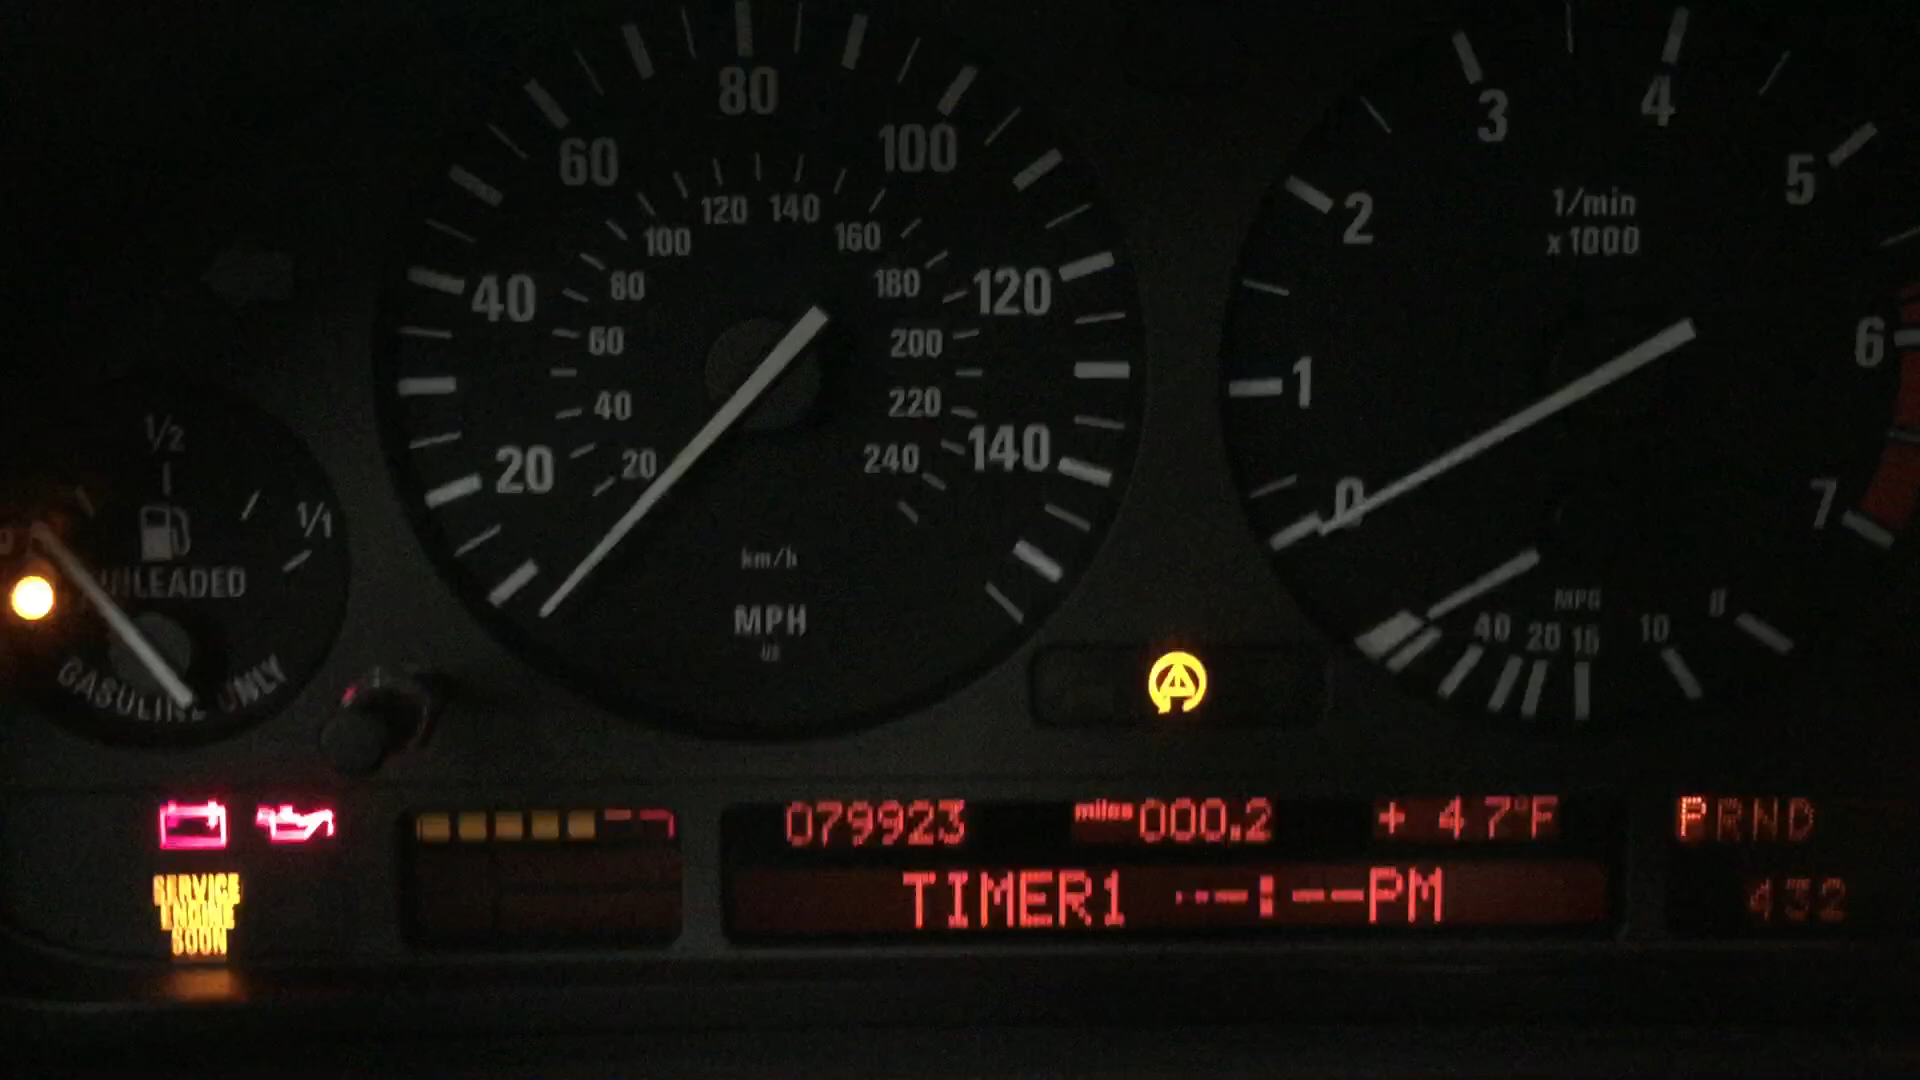 80
60
100
40
120
20
140
120 140
100
160
80
180
60
200
40
220
20
240
km/h
MPH
US
3
4
2
5
1/min
x 1000
1
6
0
7
MPG
40 20 15 10 8
1/2
1/1
0
UNLEADED
GASOLINE ONLY
SERVICE
ENGINE
SOON
079923 miles 000.2 + 47°F
TIMER1 --:--PM
PRND
432